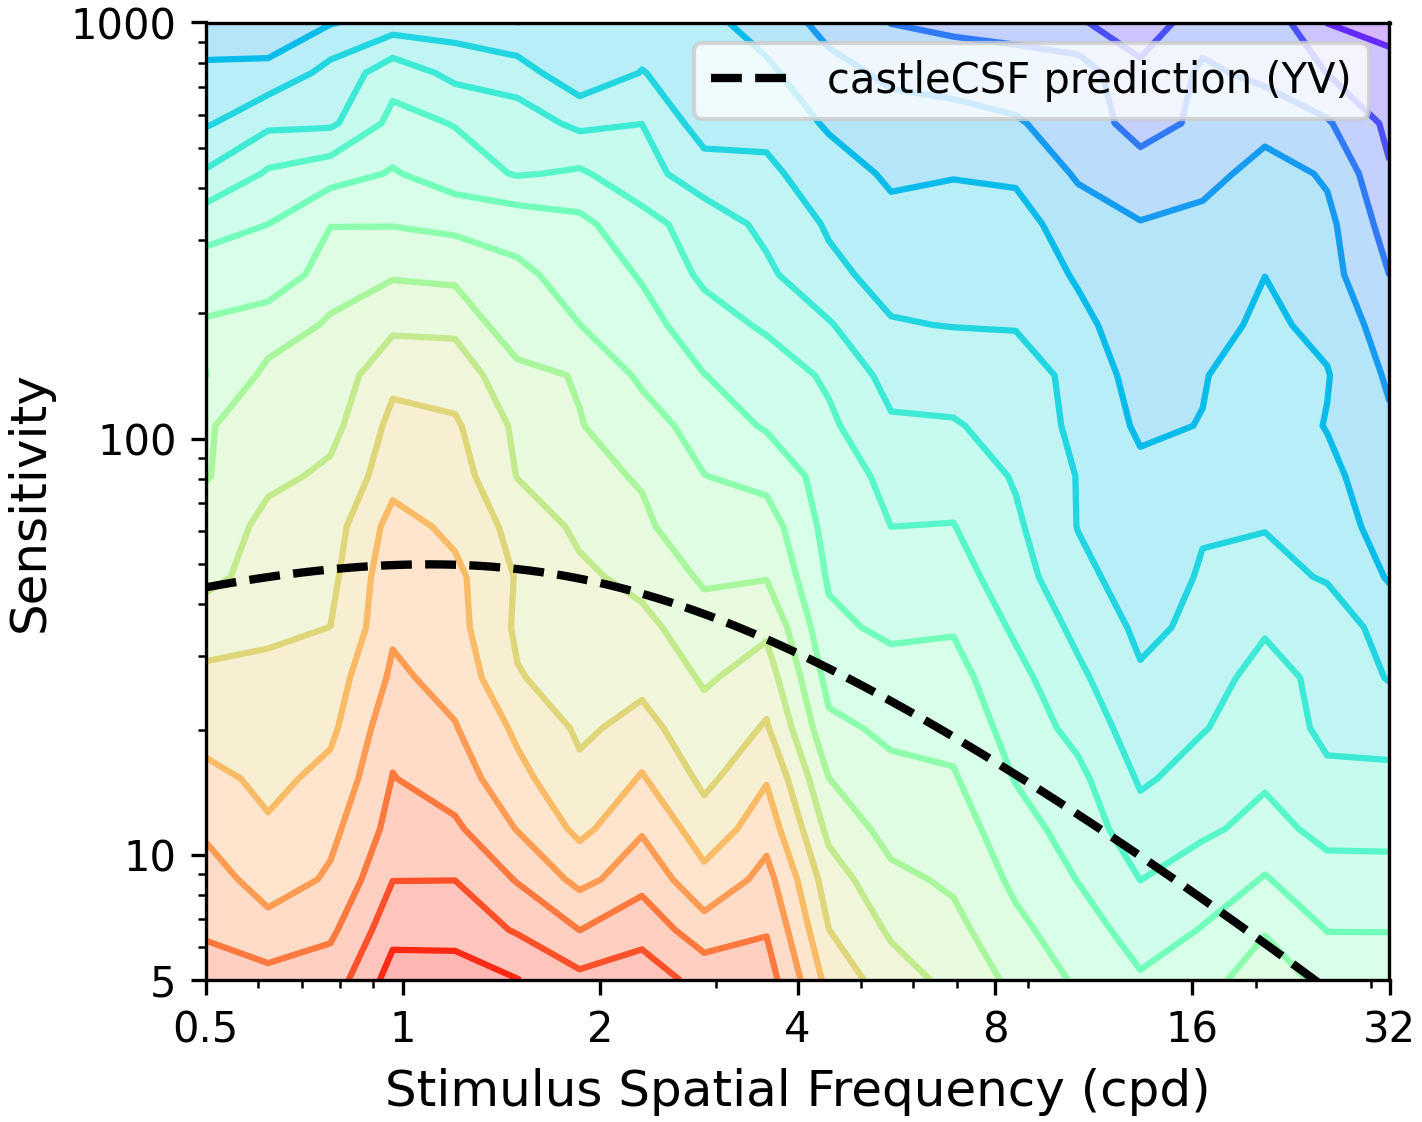 1000
castleCSF prediction (YV)
100
Sensitivity
10
5
0.5 1 2 4 8 16 32
Stimulus Spatial Frequency (cpd)